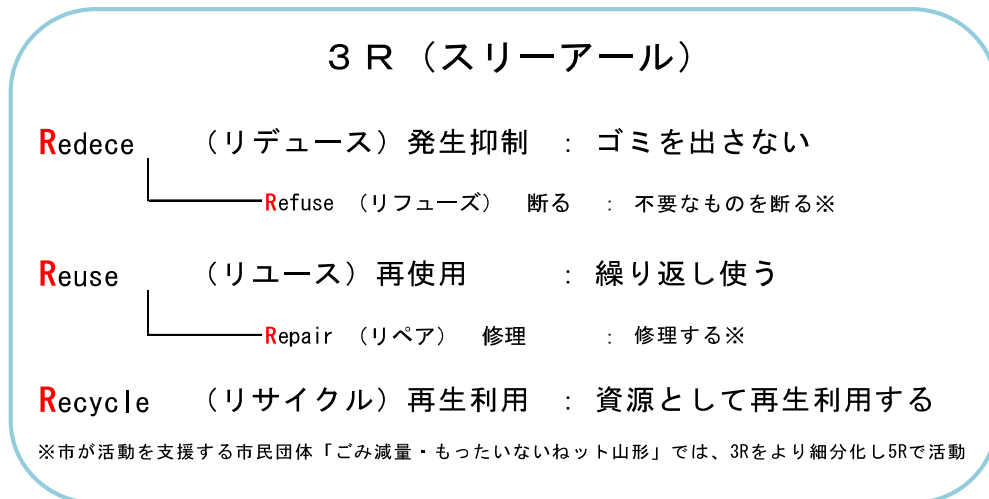 ３Ｒ（スリーアール）
Redece （リデュース）発生抑制 ： ゴミを出さない
Refuse （リフューズ） 断る ： 不要なものを断る※
Reuse （リユース）再使用 ： 繰り返し使う
Repair （リペア） 修理 ： 修理する※
Recycle （リサイクル）再生利用 ： 資源として再生利用する
※市が活動を支援する市民団体「ごみ減量・もったいないねット山形」では、3Rをより細分化し5Rで活動